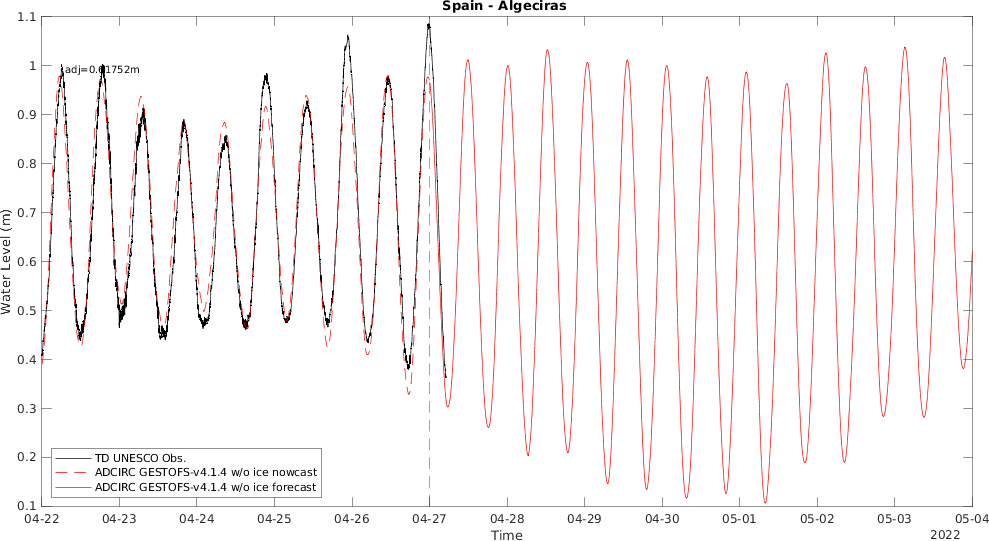 Spain - Algeciras
1.1
1
0.9
0.8
0.7
0.6
0.5
0.4
0.3
0.2
0.1
Water Level (m)
adj=0.61752m
TD UNESCO Obs.
ADCIRC GESTOFS-v4.1.4 w/o ice nowcast
ADCIRC GESTOFS-v4.1.4 w/o ice forecast
04-22 04-23 04-24 04-25 04-26 04-27 04-28 04-29 04-30 05-01 05-02 05-03 05-04
Time
2022